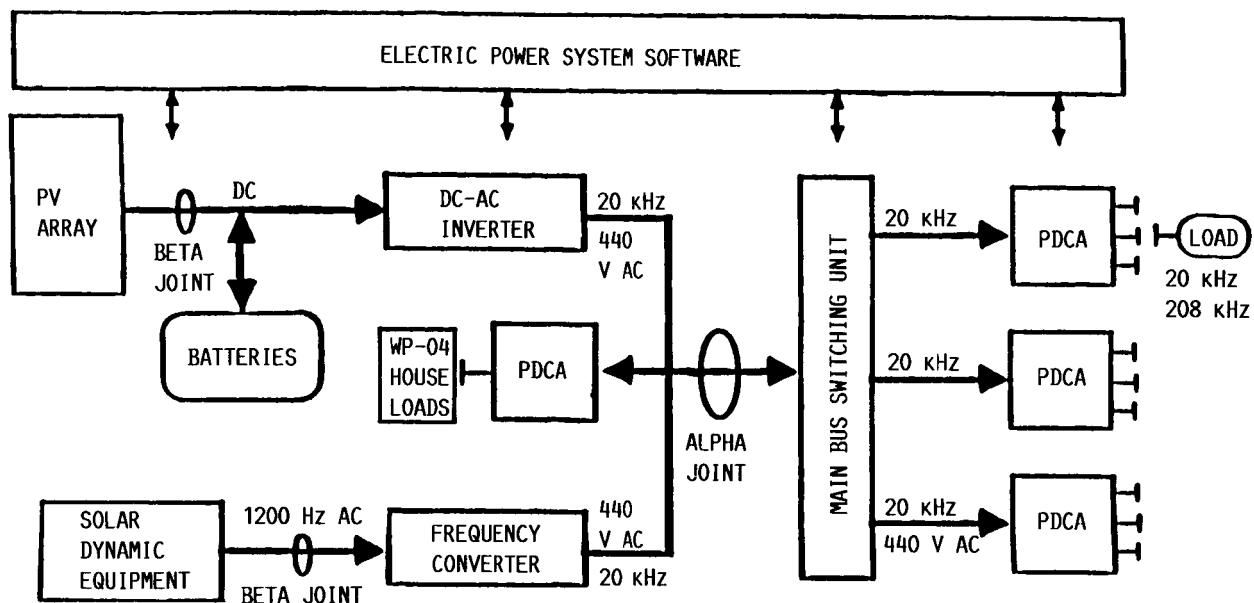 ELECTRIC POWER SYSTEM SOFTWARE
PV
ARRAY
BETA
JOINT
DC
BATTERIES
DC-AC
INVERTER
20 KHZ
440
V AC
WP-04
HOUSE
LOADS
PDCA
ALPHA
JOINT
SOLAR
DYNAMIC
EQUIPMENT
1200 Hz AC
BETA JOINT
FREQUENCY
CONVERTER
440
V AC
20 kHz
MAIN BUS SWITCHING UNIT
20 kHz
PDCA
LOAD
20 kHz
208 kHz
20 kHz
PDCA
20 kHz
440 V AC
PDCA